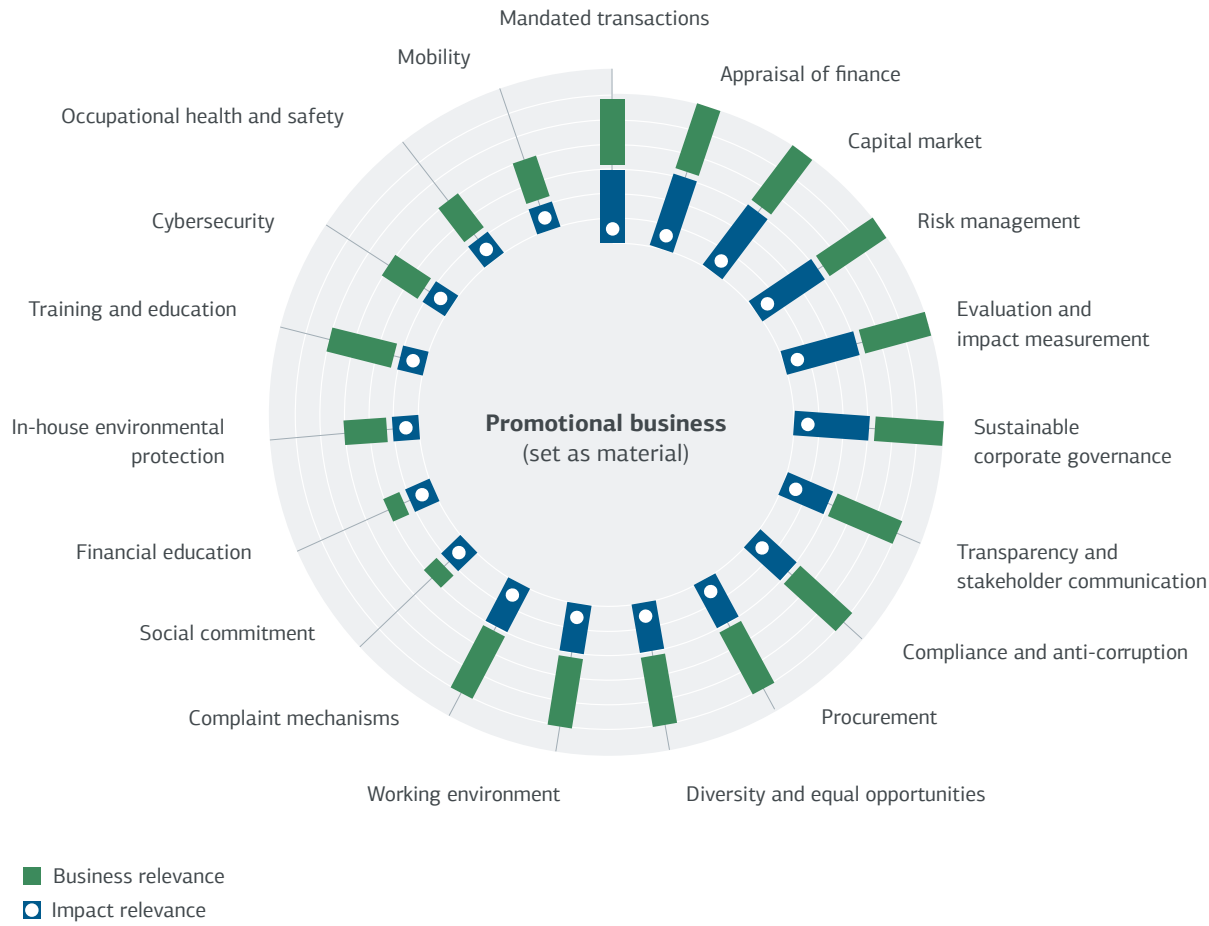 Mandated transactions
Appraisal of finance
Capital market
Risk management
Evaluation and
impact measurement
Sustainable
corporate governance
Transparency and
stakeholder communication
Compliance and anti-corruption
Procurement
Diversity and equal opportunities
Working environment
Complaint mechanisms
Social commitment
Financial education
In-house environmental
protection
Training and education
Cybersecurity
Occupational health and safety
Mobility
Promotional business
(set as material)
Business relevance
Impact relevance